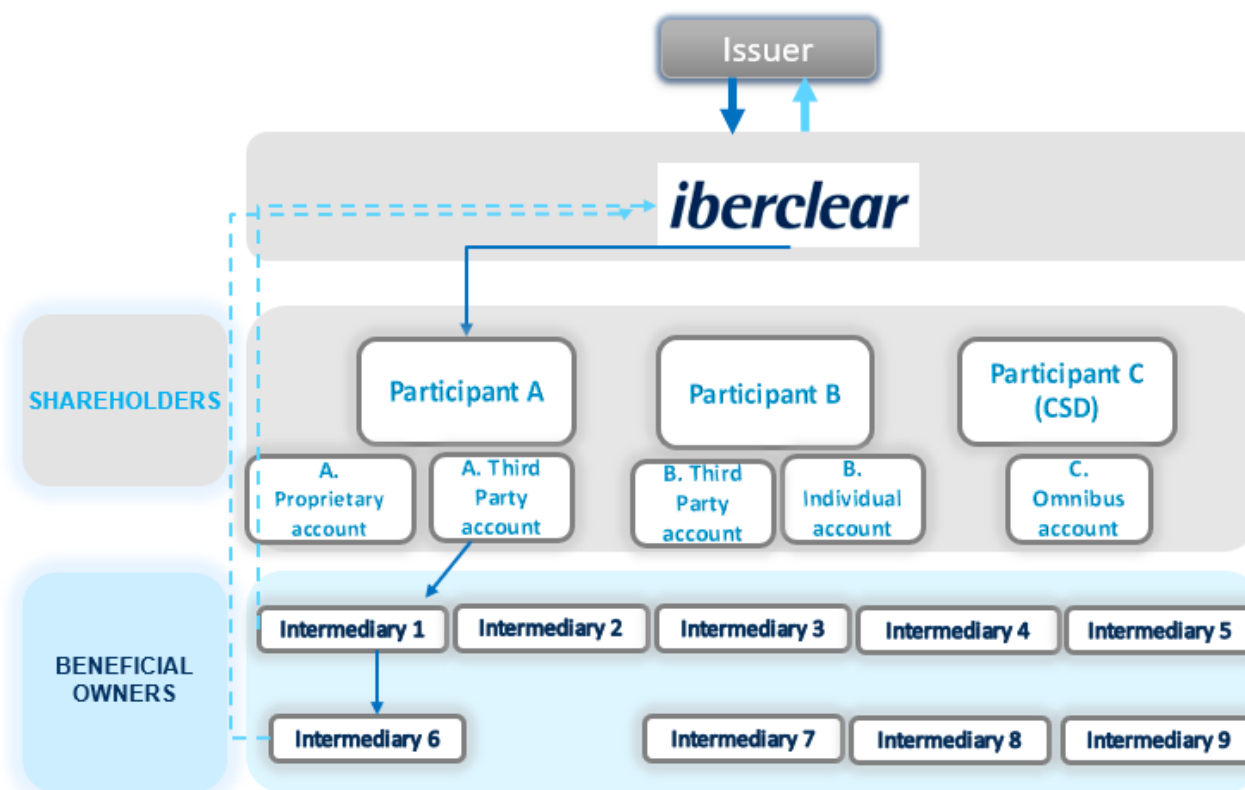 Issuer
iberclear
SHAREHOLDERS
Participant A
Participant B
Participant C
(CSD)
A.
Proprietary
account
A. Third
Party
account
B. Third
Party
account
B.
Individual
account
C.
Omnibus
account
BENEFICIAL
OWNERS
Intermediary 1
Intermediary 2
Intermediary 3
Intermediary 4
Intermediary 5
Intermediary 6
Intermediary 7
Intermediary 8
Intermediary 9